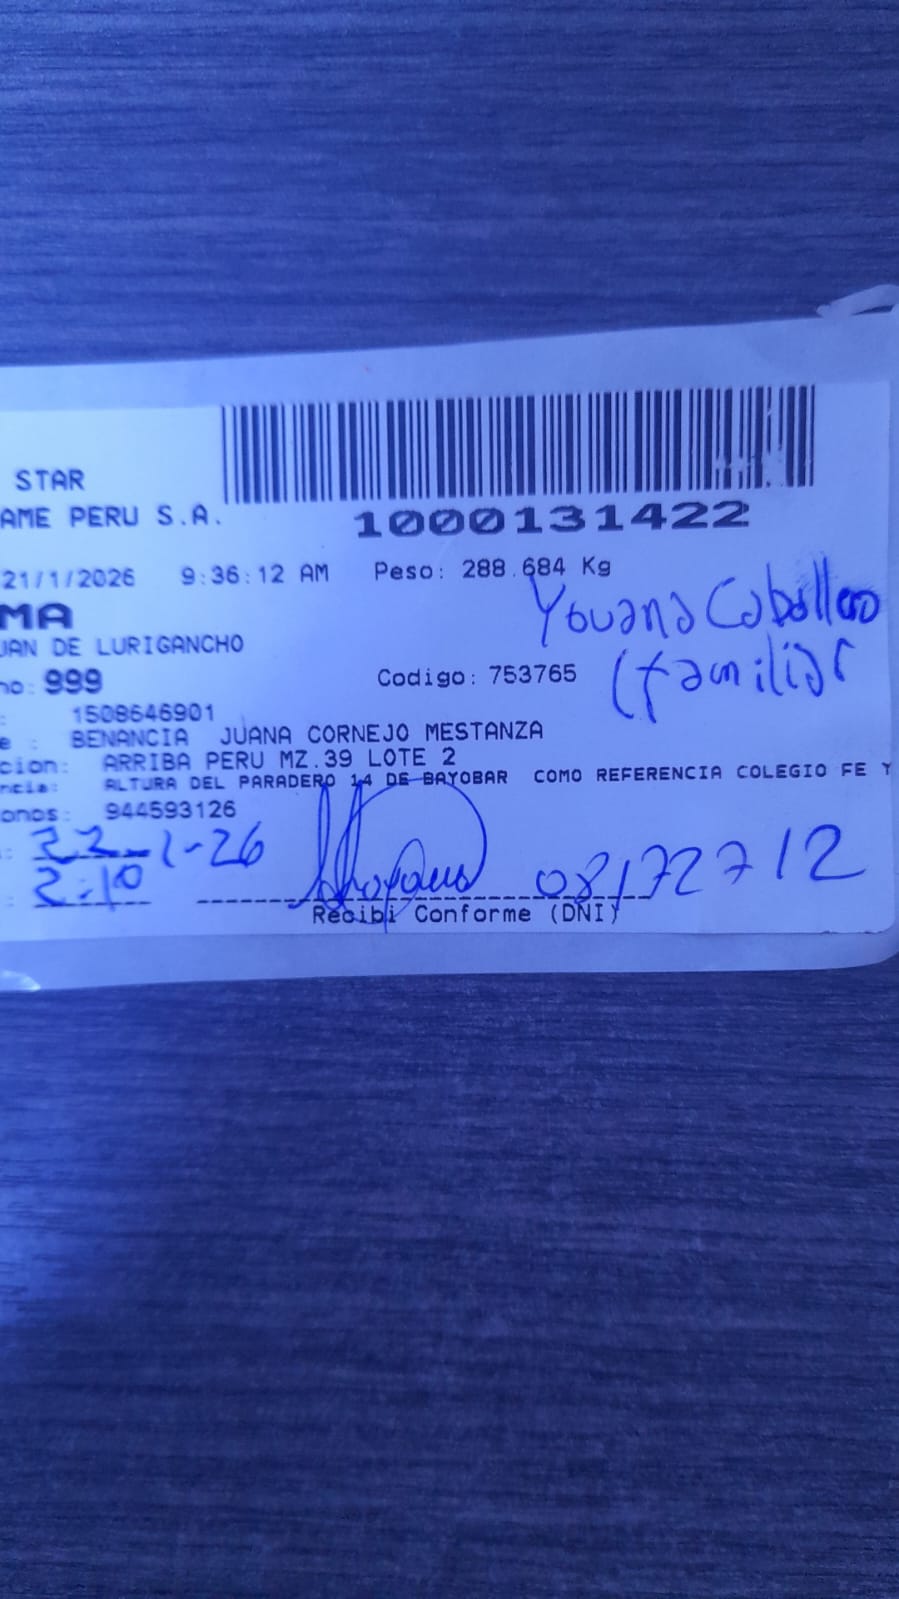 STAR
AME PERU S.A.
1000131422
21/1/2026 9:36:12 AM Peso: 288.684 Kg
MA
UAN DE LURIGANCHO
Youana Caballero
(familiar
no: 999 Codigo: 753765
: 1508646901
e : BENANCIA JUANA CORNEJO MESTANZA
cion: ARRIBA PERU MZ.39 LOTE 2
ncia: ALTURA DEL PARADERO 14 DE BAYOBAR COMO REFERENCIA COLEGIO FE Y
onos: 944593126
: 22-1-26
: 2:10
08172712
Recibi Conforme (DNI)